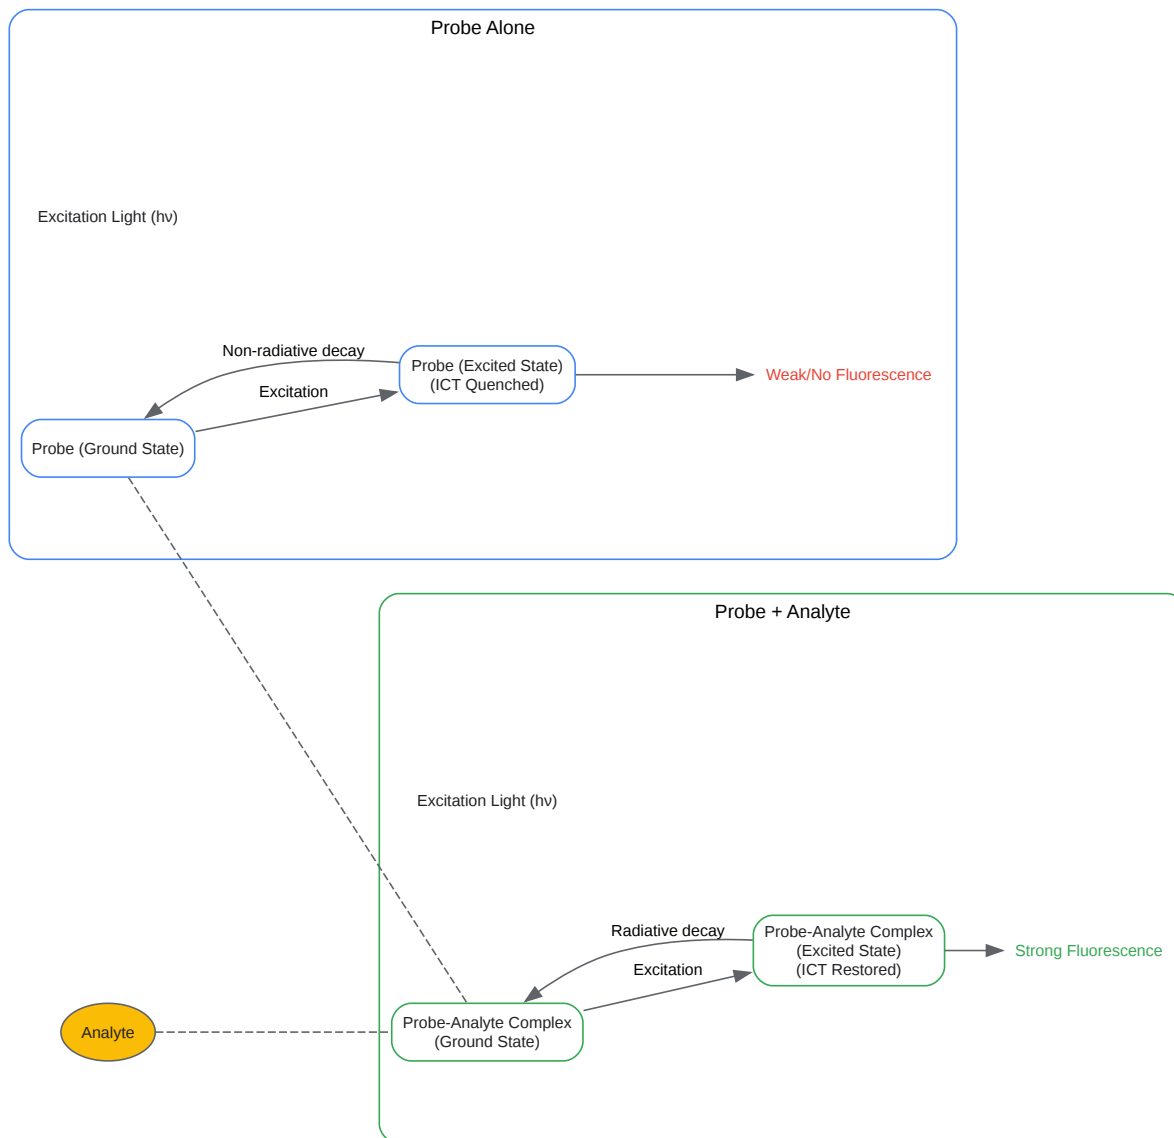 Probe Alone
Excitation Light (hν)
Non-radiative decay
Probe (Excited State)
(ICT Quenched)
Weak/No Fluorescence
Excitation
Probe (Ground State)
Probe + Analyte
Excitation Light (hν)
Radiative decay
Probe-Analyte Complex
(Excited State)
(ICT Restored)
Strong Fluorescence
Excitation
Analyte
Probe-Analyte Complex
(Ground State)